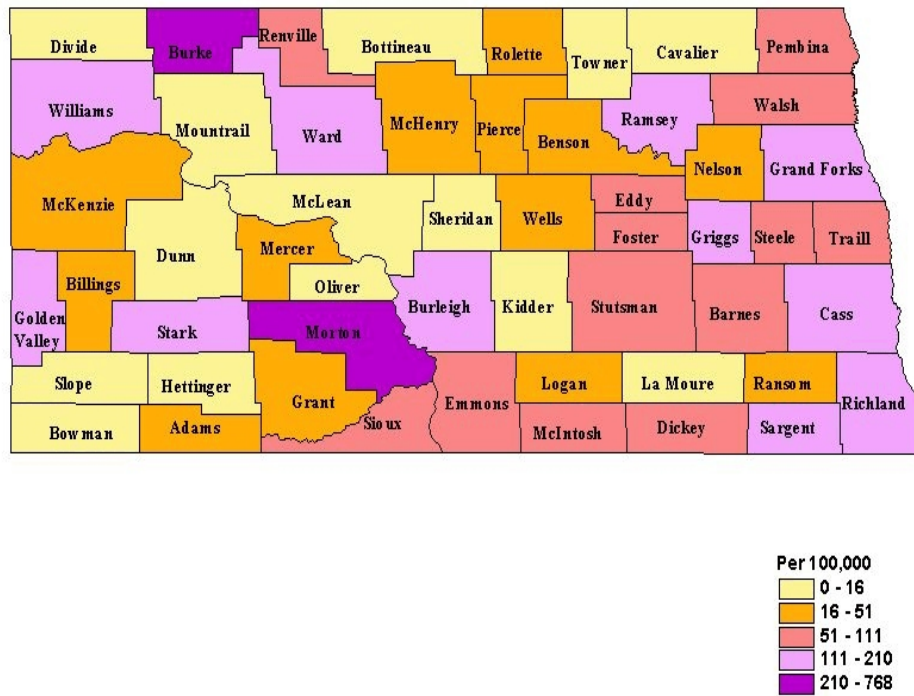 Divide
Burke
Renville
Bottineau
Rolette
Towner
Cavalier
Pembina
Williams
Mountrail
Ward
McHenry
Pierce
Benson
Ramsey
Walsh
McKenzie
McLean
Sheridan
Wells
Eddy
Nelson
Grand Forks
Dunn
Mercer
Foster
Griggs
Steele
Traill
Billings
Oliver
Golden
Valley
Stark
Morton
Burleigh
Kidder
Stutsman
Barnes
Cass
Slope
Hettinger
Grant
Emmons
Logan
La Moure
Ransom
Richland
Bowman
Adams
Sioux
McIntosh
Dickey
Sargent
Per 100,000
0 - 16
16 - 51
51 - 111
111 - 210
210 - 768